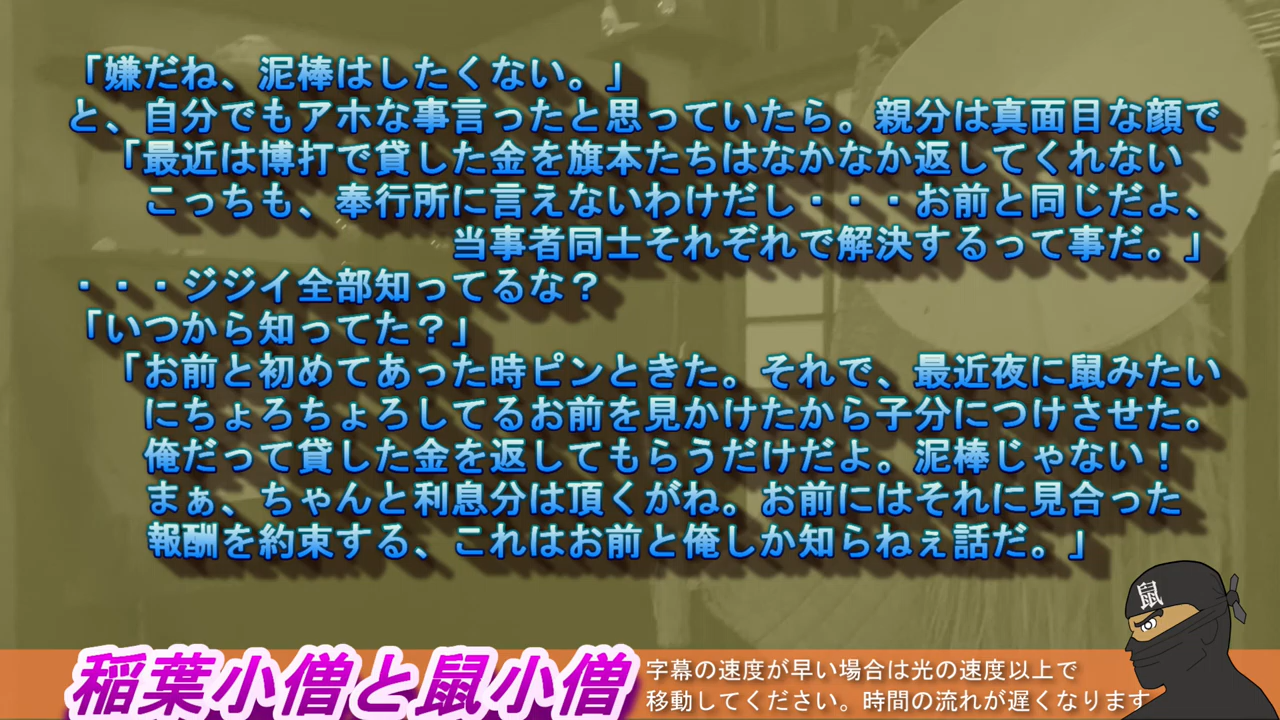 「嫌だね、泥棒はしたくない。」
と、自分でもアホな事言ったと思っていたら。親分は真面目な顔で
「最近は博打で貸した金を旗本たちはなかなか返してくれない
こっちも、奉行所に言えないわけだし・・・お前と同じだよ、
当事者同士それぞれで解決するって事だ。」
・・・ジジイ全部知ってるな？
「いつから知ってた？」
「お前と初めてあった時ピンときた。それで、最近夜に鼠みたい
にちょろちょろしてるお前を見かけたから子分につけさせた。
俺だって貸した金を返してもらうだけだよ。泥棒じゃない！
まぁ、ちゃんと利息分は頂くがね。お前にはそれに見合った
報酬を約束する、これはお前と俺しか知らねぇ話だ。」
鼠
稲葉小僧と鼠小僧
字幕の速度が早い場合は光の速度以上で
移動してください。時間の流れが遅くなります